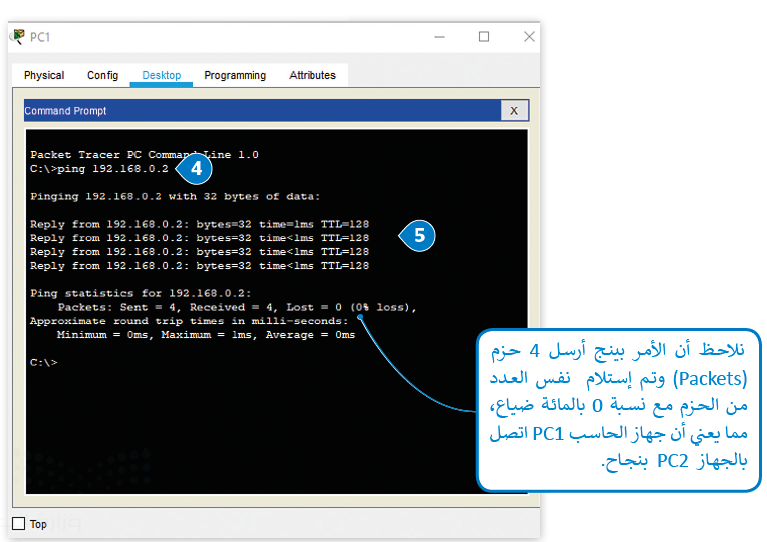 PC1
Physical Config Desktop Programming Attributes
Command Prompt
X
Packet Tracer PC Command Line 1.0
C:\>ping 192.168.0.2
4
Pinging 192.168.0.2 with 32 bytes of data:
Reply from 192.168.0.2: bytes=32 time=1ms TTL=128
Reply from 192.168.0.2: bytes=32 time<1ms TTL=128
5
Reply from 192.168.0.2: bytes=32 time<1ms TTL=128
Reply from 192.168.0.2: bytes=32 time<1ms TTL=128
Ping statistics for 192.168.0.2:
Packets: Sent = 4, Received = 4, Lost = 0 (0% loss),
Approximate round trip times in milli-seconds:
Minimum = 0ms, Maximum = 1ms, Average = 0ms
C:\>
نلاحظ أن الأمر بينج أرسل 4 حزم
(Packets) وتم إستلام نفس العدد
من الحزم مع نسبة 0 بالمائة ضياع،
مما يعني أن جهاز الحاسب PC1 اتصل
بالجهاز PC2 بنجاح.
Top